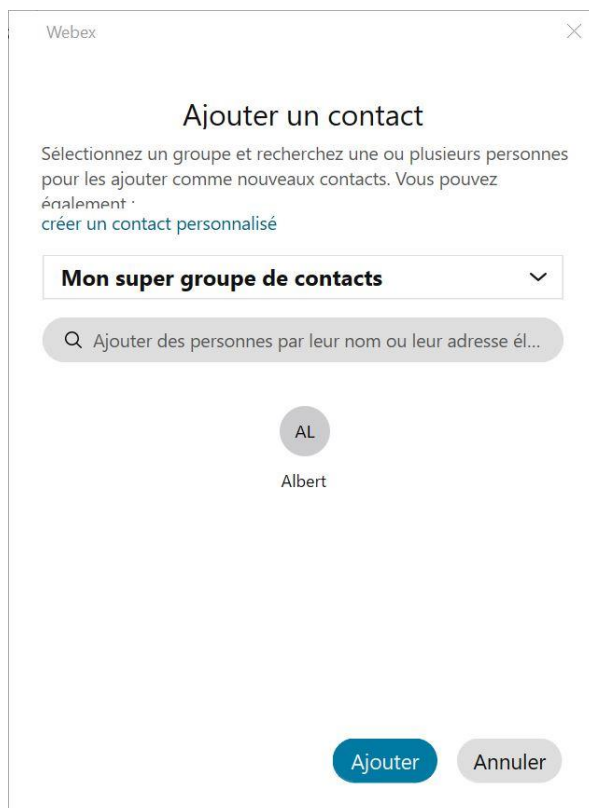 Webex
Ajouter un contact
Sélectionnez un groupe et recherchez une ou plusieurs personnes
pour les ajouter comme nouveaux contacts. Vous pouvez
également :
créer un contact personnalisé
Mon super groupe de contacts
Ajouter des personnes par leur nom ou leur adresse él...
AL
Albert
Ajouter Annuler